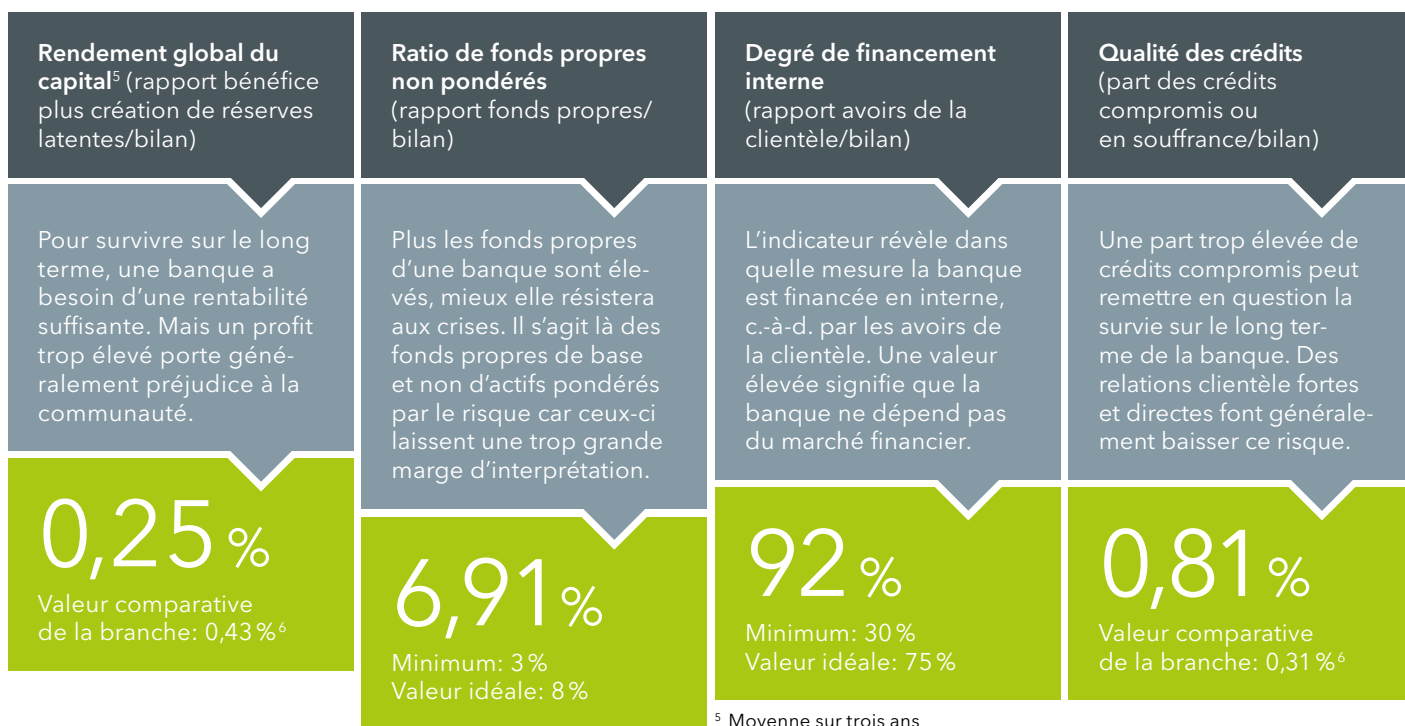 Rendement global du
capital⁵ (rapport bénéfice
plus création de réserves
latentes/bilan)
Pour survivre sur le long
terme, une banque a
besoin d’une rentabilité
suffisante. Mais un profit
trop élevé porte géné-
ralement préjudice à la
communauté.
0,25 %
Valeur comparative
de la branche: 0,43 %⁶
Ratio de fonds propres
non pondérés
(rapport fonds propres/
bilan)
Plus les fonds propres
d’une banque sont éle-
vés, mieux elle résistera
aux crises. Il s’agit là des
fonds propres de base
et non d’actifs pondérés
par le risque car ceux-ci
laissent une trop grande
marge d’interprétation.
6,91 %
Minimum: 3 %
Valeur idéale: 8 %
Degré de financement
interne
(rapport avoirs de la
clientèle/bilan)
L’indicateur révèle dans
quelle mesure la banque
est financée en interne,
c.-à-d. par les avoirs de
la clientèle. Une valeur
élevée signifie que la
banque ne dépend pas
du marché financier.
92 %
Minimum: 30 %
Valeur idéale: 75 %
Qualité des crédits
(part des crédits
compromis ou
en souffrance/bilan)
Une part trop élevée de
crédits compromis peut
remettre en question la
survie sur le long ter-
me de la banque. Des
relations clientèle fortes
et directes font générale-
ment baisser ce risque.
0,81 %
Valeur comparative
de la branche: 0,31 %⁶
⁵ Moyenne sur trois ans